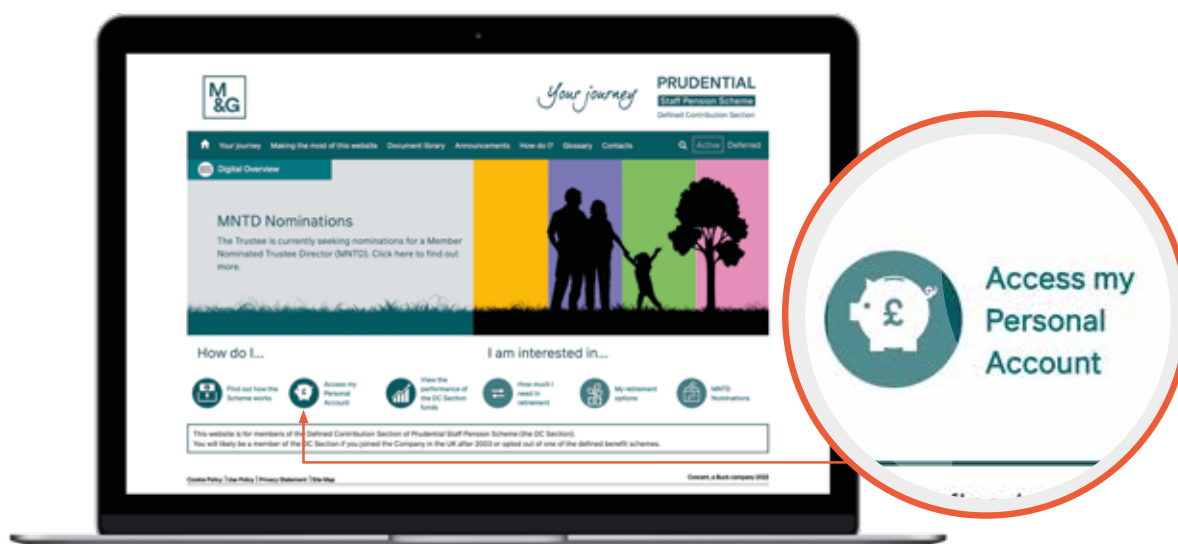 M
&G
Your journey
PRUDENTIAL
Staff Pension Scheme
Defined Contribution Section
Your journey Making the most of this website Document library Announcements How do I? Glossary Contacts Active Deferred
Digital Overview
MNTD Nominations
The Trustee is currently seeking nominations for a Member
Nominated Trustee Director (MNTD). Click here to find out
more.
How do I...
Find out how the
Scheme works
£
Access my
Personal
Account
View the
performance of
the DC Section
funds
I am interested in...
How much I
need in
retirement
My retirement
options
MNTD
Nominations
This website is for members of the Defined Contribution Section of Prudential Staff Pension Scheme (the DC Section).
You will likely be a member of the DC Section if you joined the Company in the UK after 2003 or opted out of one of the defined benefit schemes.
Cookie Policy | Use Policy | Privacy Statement | Site Map
Concert, a Buck company 2022
£
Access my
Personal
Account